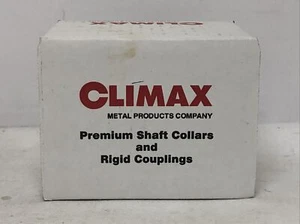 CLIMAX
METAL PRODUCTS COMPANY
Premium Shaft Collars
and
Rigid Couplings